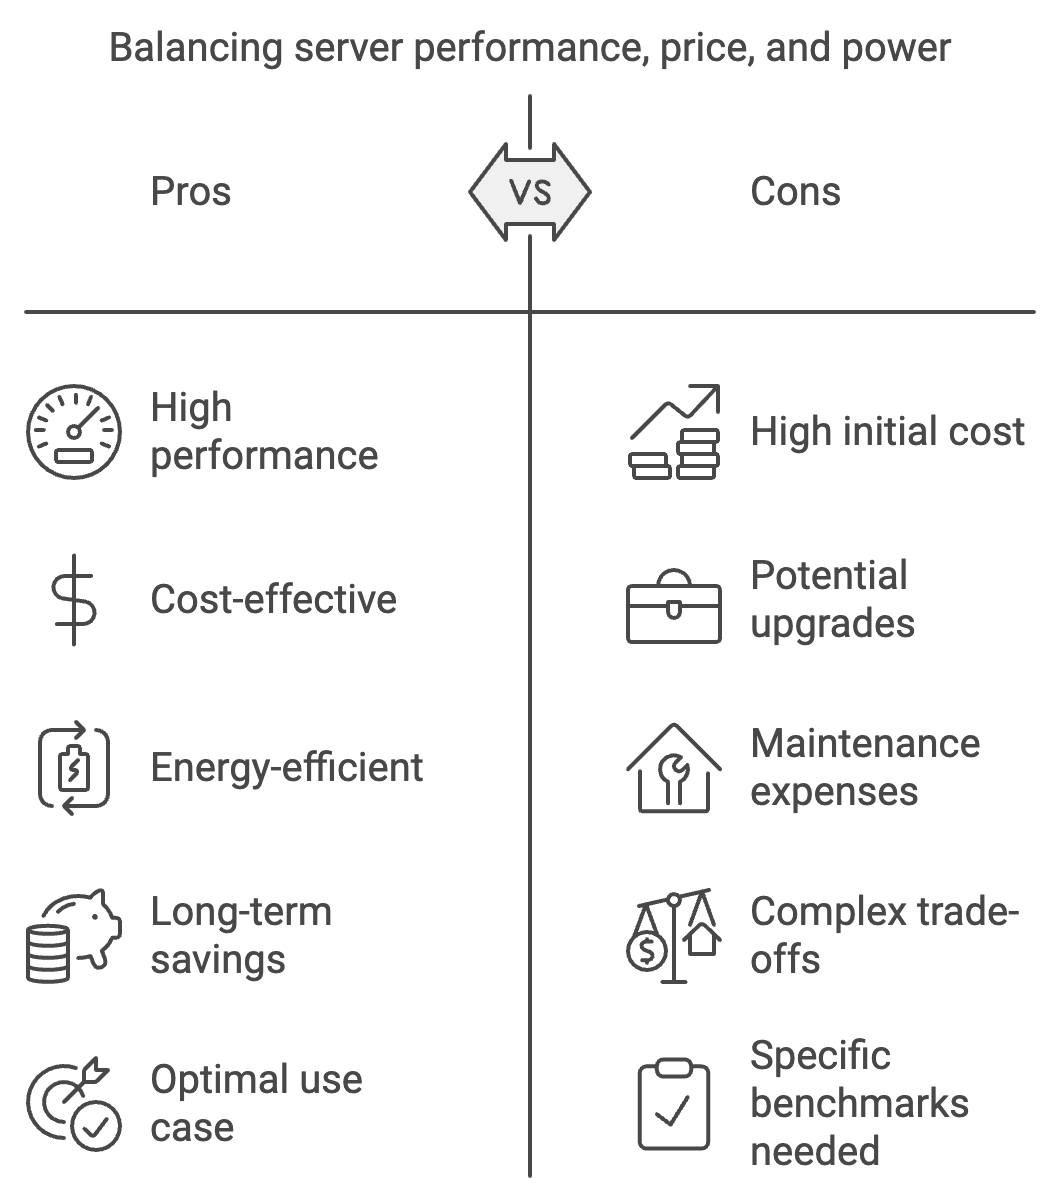 Balancing server performance, price, and power
Pros
VS
Cons
High
performance
Cost-effective
Energy-efficient
Long-term
savings
Optimal use
case
High initial cost
Potential
upgrades
Maintenance
expenses
$
Complex trade-
offs
Specific
benchmarks
needed